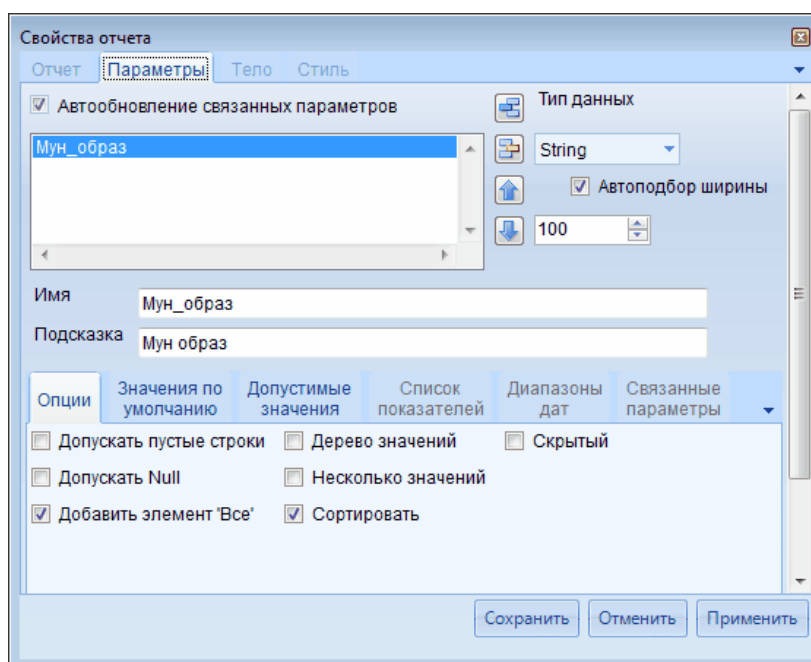 Свойства отчета
Отчет Параметры Тело Стиль
Автообновление связанных параметров
Тип данных
Мун_образ
String
Автоподбор ширины
100
Имя Мун_образ
Подсказка Мун образ
Опции Значения по умолчанию Допустимые значения Список показателей Диапазоны дат Связанные параметры
Допускать пустые строки Дерево значений Скрытый
Допускать Null Несколько значений
Добавить элемент 'Все' Сортировать
Сохранить Отменить Применить